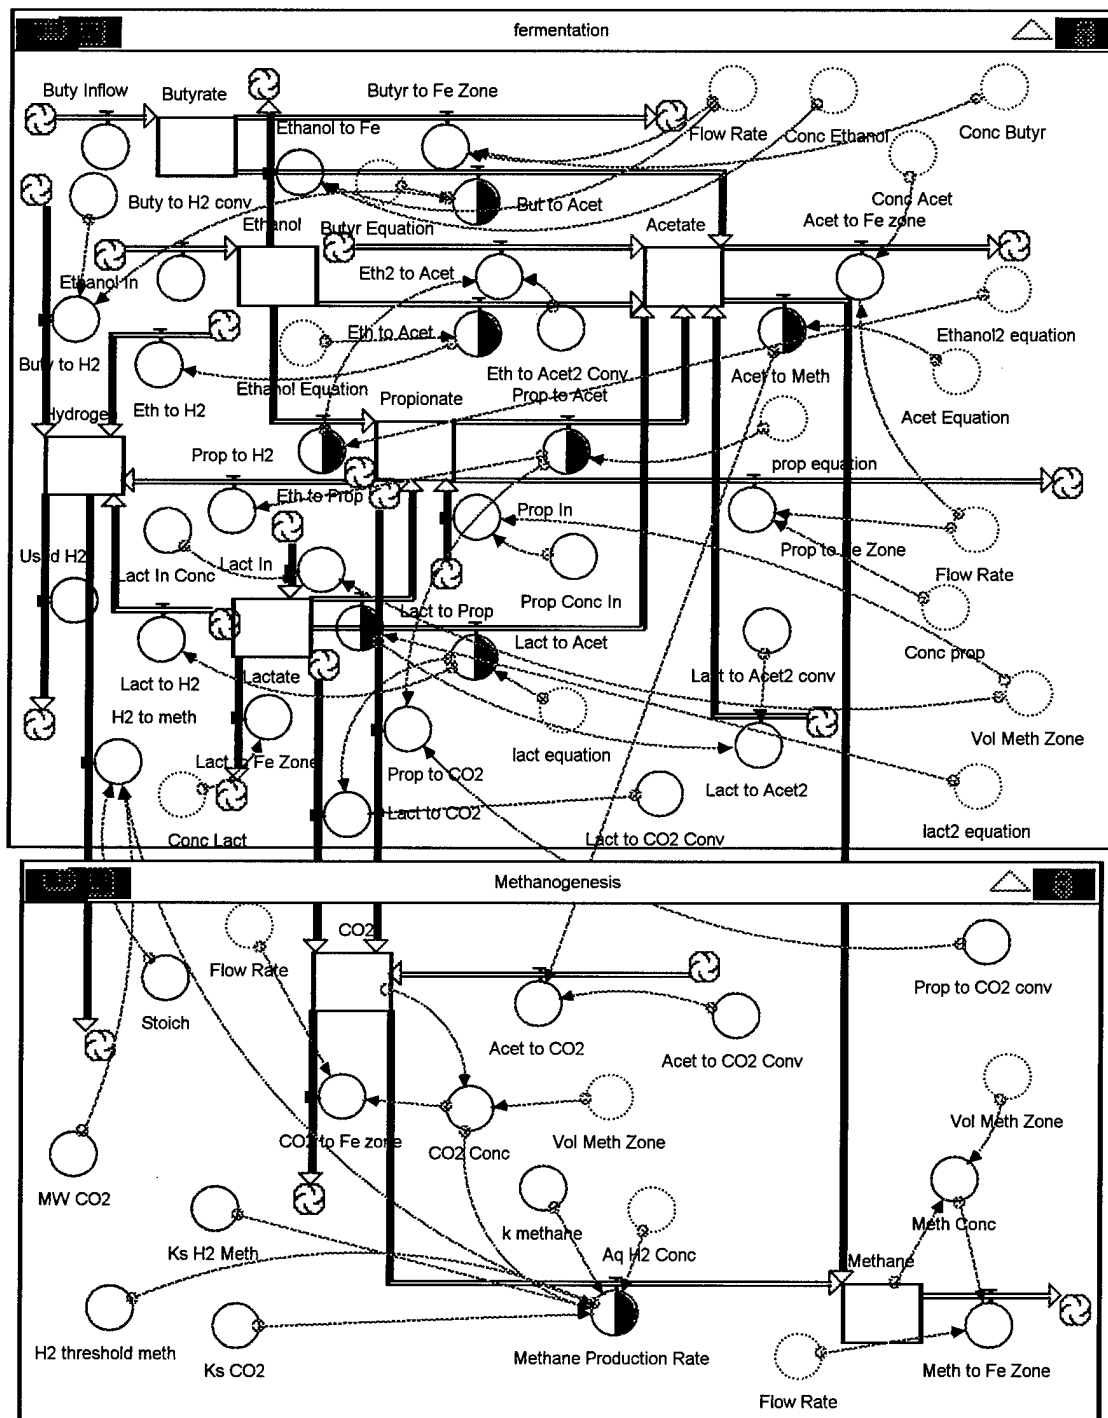 fermentation
Buty Inflow
Butyrate
Butyr to Fe Zone
Ethanol to Fe
Flow Rate
Conc Ethanol
Conc Butyr
Buty to H2 conv
But to Acet
Conc Acet
Ethanol
Butyr Equation
Acetate
Acet to Fe zone
Ethanol In
Eth2 to Acet
Eth to Acet
Ethanol2 equation
Buty to H2
Ethanol Equation
Eth to Acet2 Conv
Acet to Meth
Eth to H2
Propionate
Prop to Acet
Acet Equation
Hydrogen
Prop to H2
prop equation
Eth to Prop
Prop In
Used H2
Lact In Conc
Lact In
Prop to Fe Zone
Flow Rate
Prop Conc In
Lact to Prop
Lact to Acet
Conc prop
Lact to H2
Lactate
Lact to Acet2 conv
H2 to meth
Vol Meth Zone
lact equation
Lact to Fe Zone
Prop to CO2
Lact to Acet2
Lact to CO2
Conc Lact
Lact to CO2 Conv
lact2 equation
Methanogenesis
CO2
Flow Rate
Prop to CO2 conv
Stoich
Acet to CO2
Acet to CO2 Conv
CO2 to Fe zone
CO2 Conc
Vol Meth Zone
Vol Meth Zone
MW CO2
k methane
Meth Conc
Ks H2 Meth
Aq H2 Conc
Methane
H2 threshold meth
Ks CO2
Methane Production Rate
Meth to Fe Zone
Flow Rate